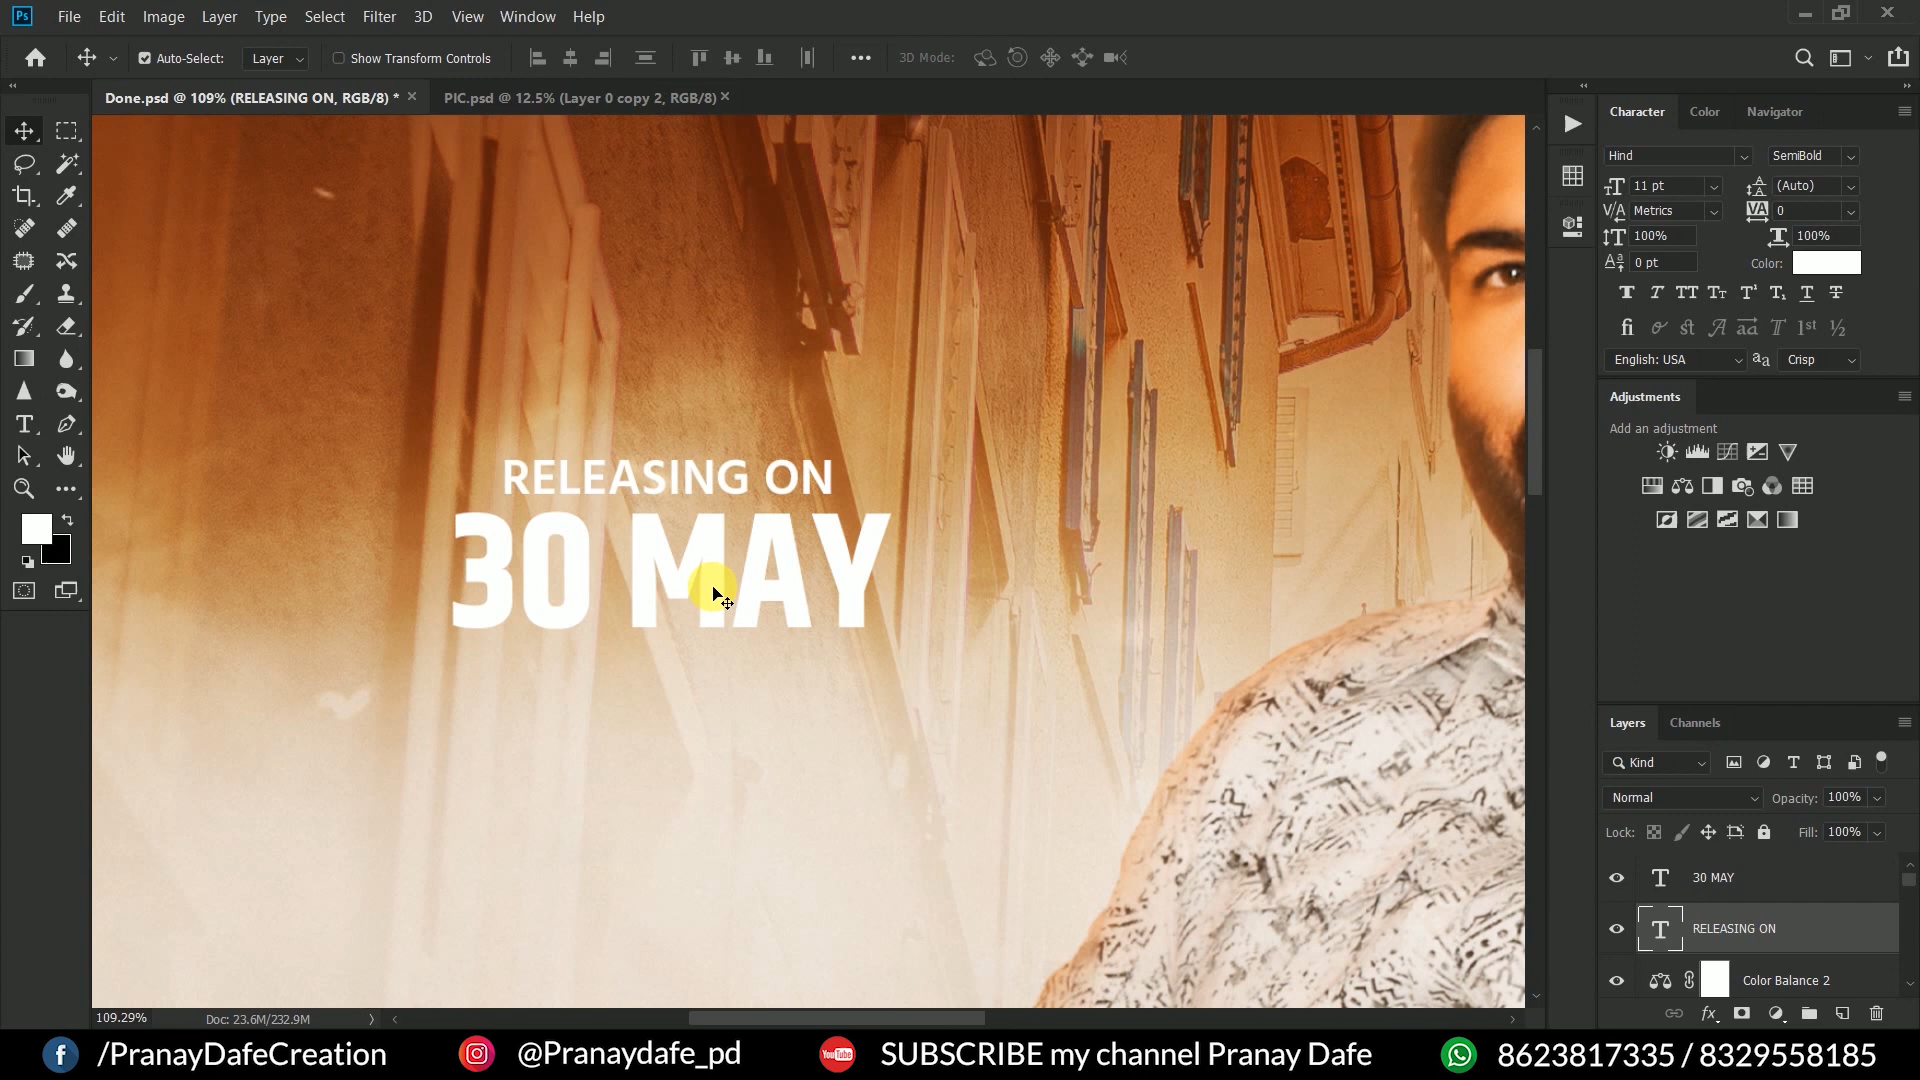 Ps File Edit Image Layer Type Select Filter 3D View Window Help
Auto-Select: Layer Show Transform Controls 3D Mode:
Done.psd @ 109% (RELEASING ON, RGB/8) * PIC.psd @ 12.5% (Layer 0 copy 2, RGB/8)
Character Color Navigator
Hind SemiBold
11 pt (Auto)
Metrics 0
100% 100%
0 pt Color:
English: USA Crisp
Adjustments
Add an adjustment
RELEASING ON
30 MAY
Layers Channels
Kind
Normal Opacity: 100%
Lock: Fill: 100%
30 MAY
RELEASING ON
Color Balance 2
109.29% Doc: 23.6M/232.9M
/PranayDafeCreation @Pranaydafe_pd YouTube SUBSCRIBE my channel Pranay Dafe 8623817335 / 8329558185